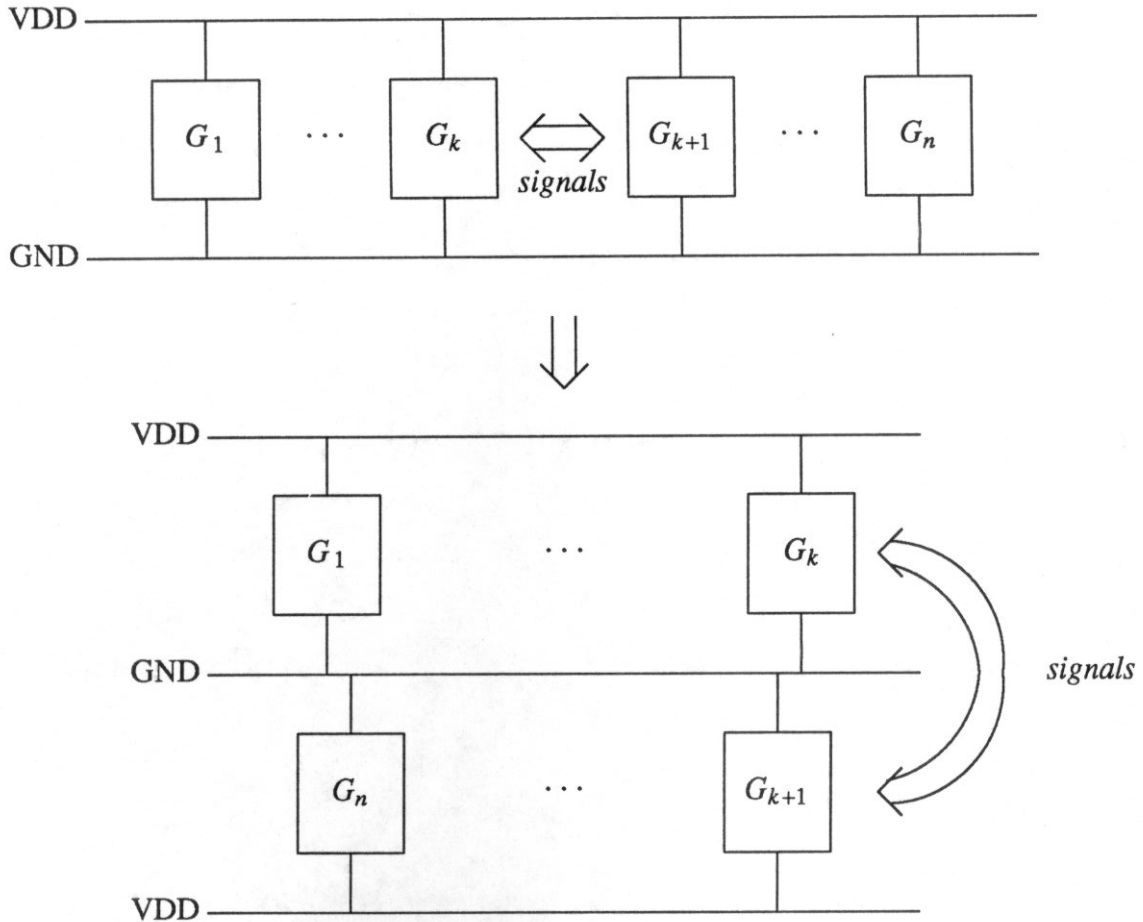 VDD
G1 ··· Gk Gk+1 ··· Gn
signals
GND
VDD
G1 ··· Gk
GND
signals
Gn ··· Gk+1
VDD